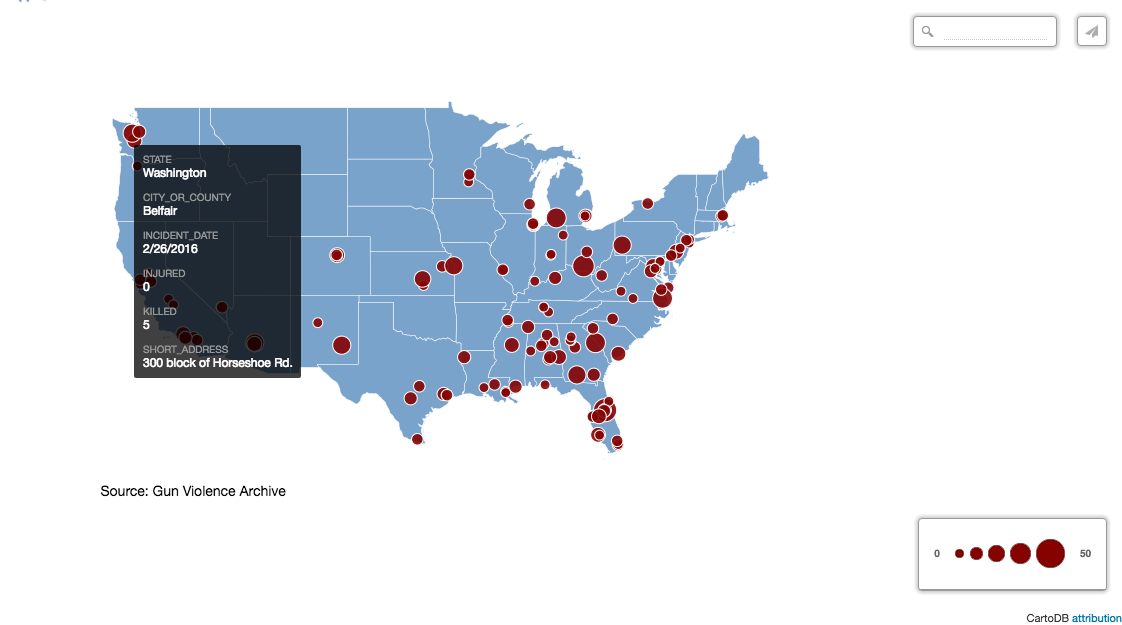 STATE
Washington
CITY_OR_COUNTY
Belfair
INCIDENT_DATE
2/26/2016
INJURED
0
KILLED
5
SHORT_ADDRESS
300 block of Horseshoe Rd.
Source: Gun Violence Archive
0 50
CartoDB attribution